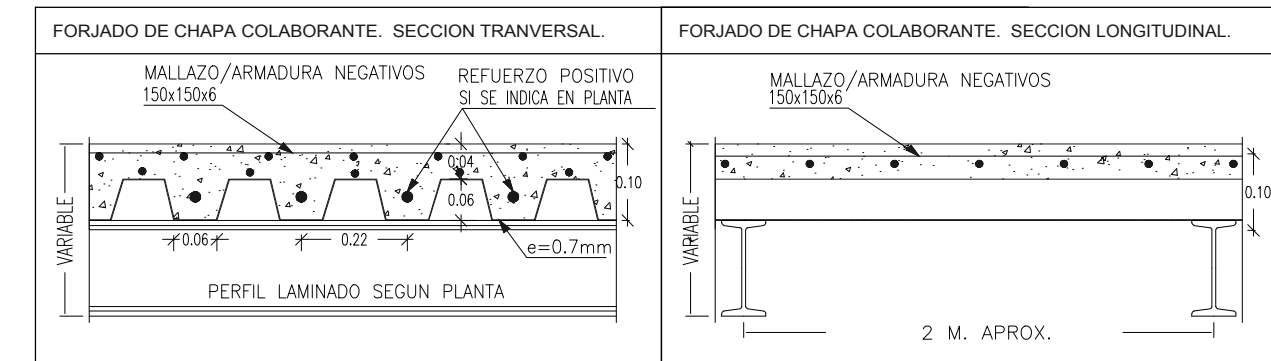 FORJADO DE CHAPA COLABORANTE. SECCION TRANVERSAL.
MALLAZO/ARMADURA NEGATIVOS
150x150x6
REFUERZO POSITIVO
SI SE INDICA EN PLANTA
0.04
0.10
0.06
VARIABLE
0.06
0.22
e=0.7mm
PERFIL LAMINADO SEGUN PLANTA
FORJADO DE CHAPA COLABORANTE. SECCION LONGITUDINAL.
MALLAZO/ARMADURA NEGATIVOS
150x150x6
0.10
VARIABLE
2 M. APROX.